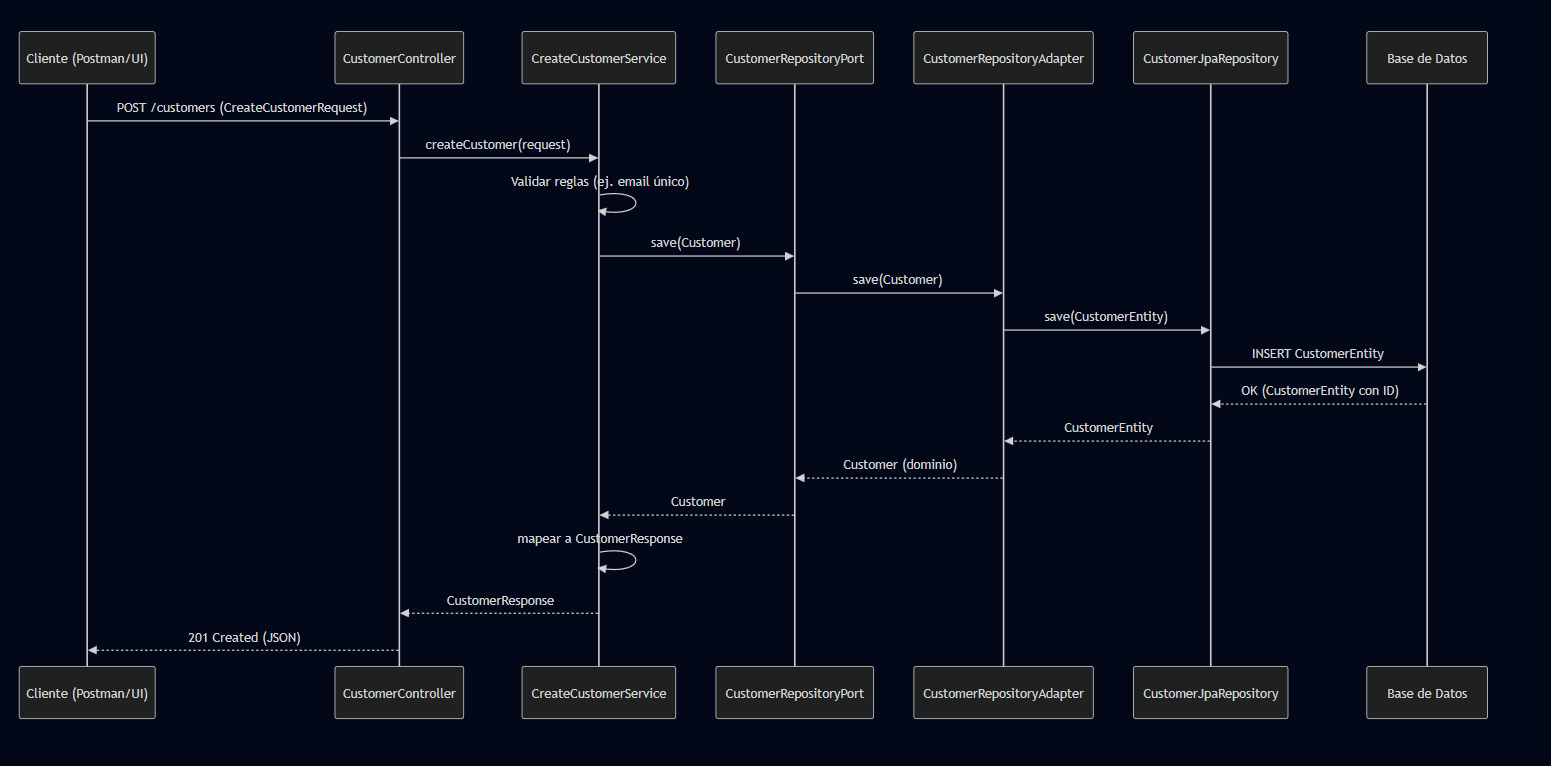 Cliente (Postman/UI)
CustomerController
CreateCustomerService
CustomerRepositoryPort
CustomerRepositoryAdapter
CustomerJpaRepository
Base de Datos
POST /customers (CreateCustomerRequest)
createCustomer(request)
Validar reglas (ej. email único)
save(Customer)
save(Customer)
save(CustomerEntity)
INSERT CustomerEntity
OK (CustomerEntity con ID)
CustomerEntity
Customer (dominio)
Customer
mapear a CustomerResponse
CustomerResponse
201 Created (JSON)
Cliente (Postman/UI)
CustomerController
CreateCustomerService
CustomerRepositoryPort
CustomerRepositoryAdapter
CustomerJpaRepository
Base de Datos